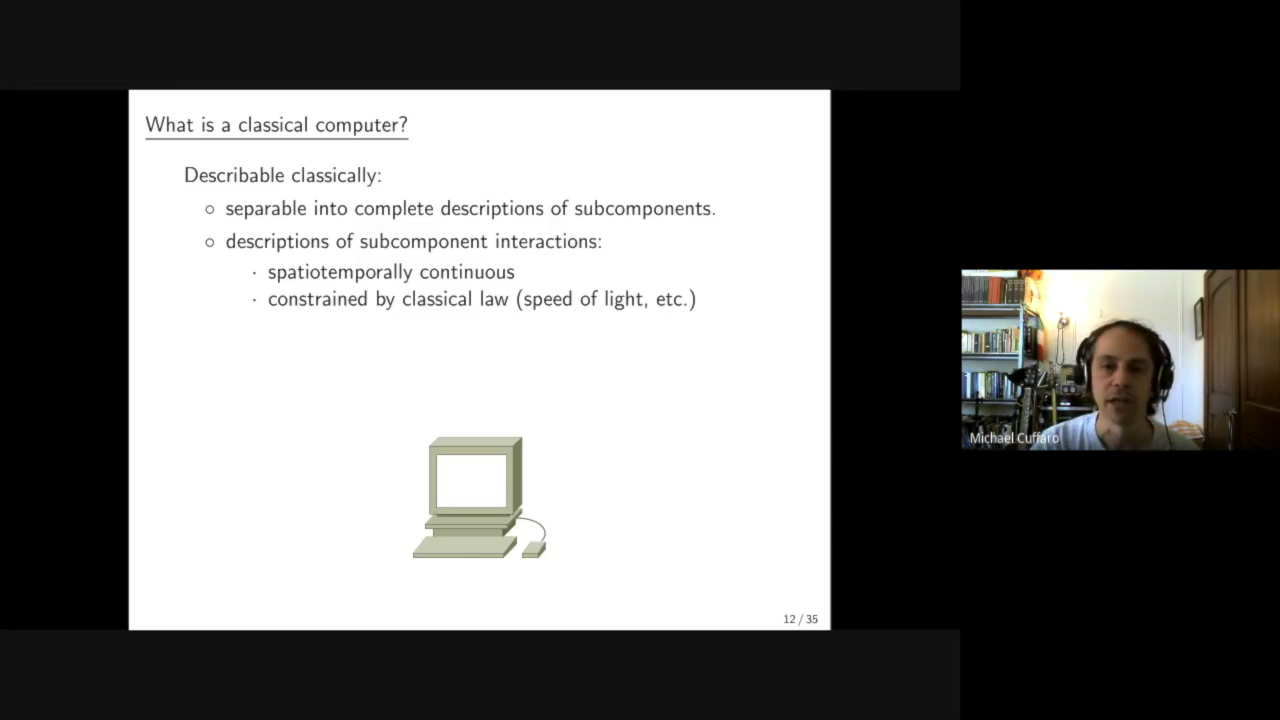 What is a classical computer?
Describable classically:
◦ separable into complete descriptions of subcomponents.
◦ descriptions of subcomponent interactions:
· spatiotemporally continuous
· constrained by classical law (speed of light, etc.)
12 / 35
Michael Cuffaro